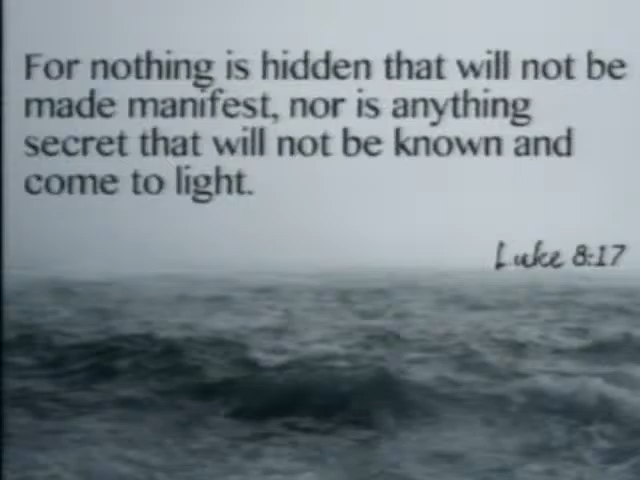 For nothing is hidden that will not be
made manifest, nor is anything
secret that will not be known and
come to light.
Luke 8:17